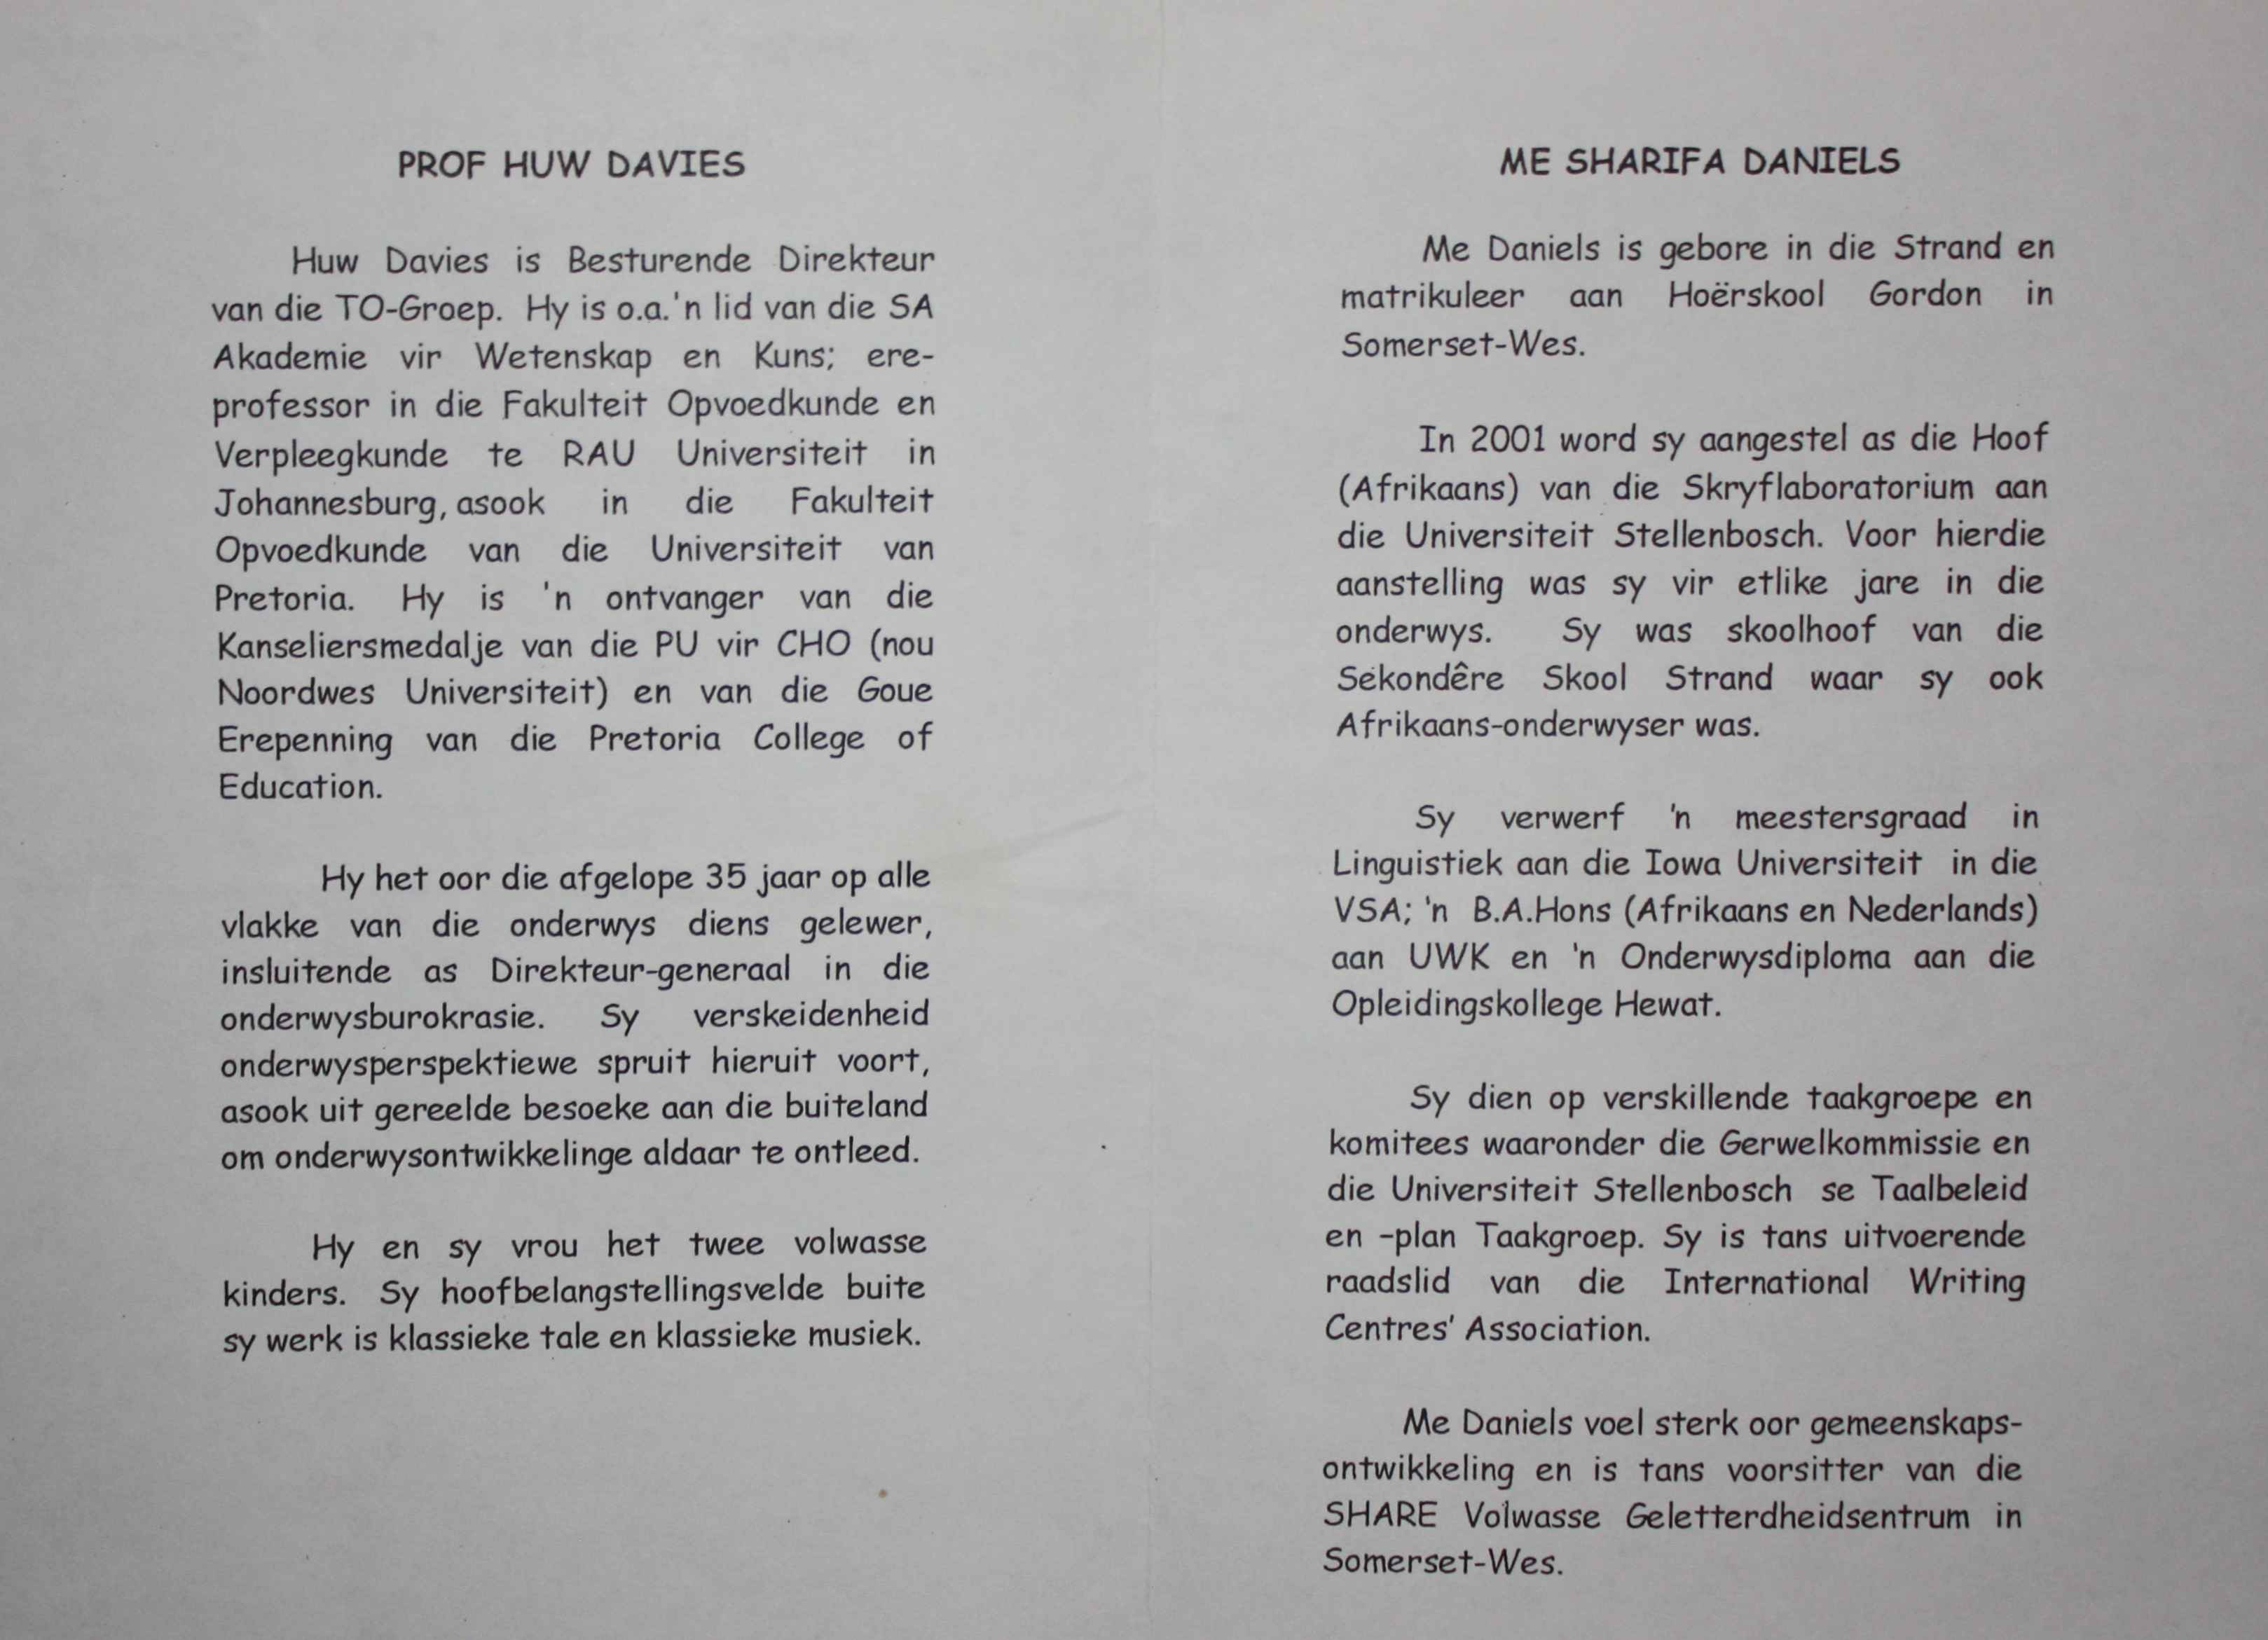 PROF HUW DAVIES
Huw Davies is Besturende Direkteur
van die TO-Groep. Hy is o.a.'n lid van die SA
Akademie vir Wetenskap en Kuns; ere-
professor in die Fakulteit Opvoedkunde en
Verpleegkunde te RAU Universiteit in
Johannesburg, asook in die Fakulteit
Opvoedkunde van die Universiteit van
Pretoria. Hy is 'n ontvanger van die
Kanseliersmedalje van die PU vir CHO (nou
Noordwes Universiteit) en van die Goue
Erepenning van die Pretoria College of
Education.
Hy het oor die afgelope 35 jaar op alle
vlakke van die onderwys diens gelewer,
insluitende as Direkteur-generaal in die
onderwysburokrasie. Sy verskeidenheid
onderwysperspektiewe spruit hieruit voort,
asook uit gereelde besoeke aan die buiteland
om onderwysontwikkelinge aldaar te ontleed.
Hy en sy vrou het twee volwasse
kinders. Sy hoofbelangstellingsvelde buite
sy werk is klassieke tale en klassieke musiek.
ME SHARIFA DANIELS
Me Daniels is gebore in die Strand en
matrikuleer aan Hoërskool Gordon in
Somerset-Wes.
In 2001 word sy aangestel as die Hoof
(Afrikaans) van die Skryflaboratorium aan
die Universiteit Stellenbosch. Voor hierdie
aanstelling was sy vir etlike jare in die
onderwys. Sy was skoolhoof van die
Sekondêre Skool Strand waar sy ook
Afrikaans-onderwyser was.
Sy verwerf 'n meestersgraad in
Linguistiek aan die Iowa Universiteit in die
VSA; 'n B.A.Hons (Afrikaans en Nederlands)
aan UWK en 'n Onderwysdiploma aan die
Opleidingskollege Hewat.
Sy dien op verskillende taakgroepe en
komitees waaronder die Gerwelkommissie en
die Universiteit Stellenbosch se Taalbeleid
en -plan Taakgroep. Sy is tans uitvoerende
raadslid van die International Writing
Centres' Association.
Me Daniels voel sterk oor gemeenskaps-
ontwikkeling en is tans voorsitter van die
SHARE Volwasse Geletterdheidsentrum in
Somerset-Wes.